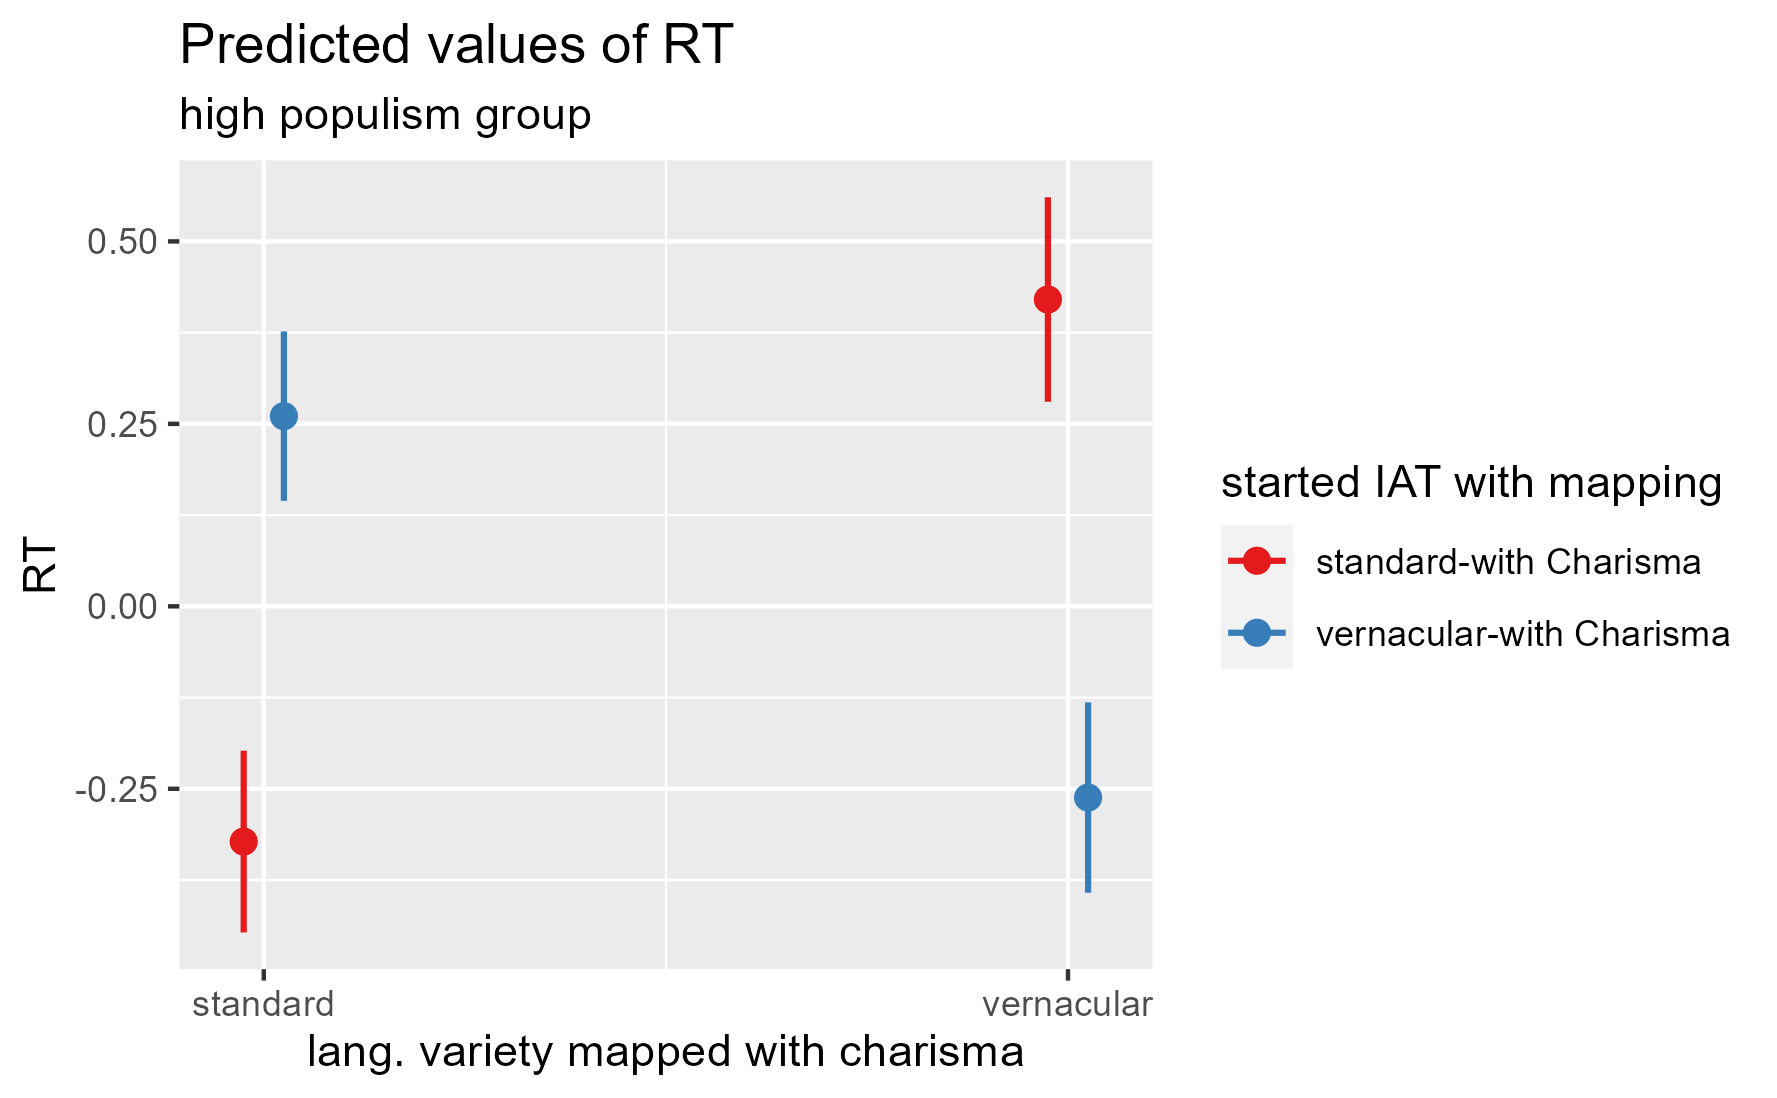 Predicted values of RT
high populism group
RT
0.50
0.25
0.00
-0.25
standard
vernacular
lang. variety mapped with charisma
started IAT with mapping
standard-with Charisma
vernacular-with Charisma